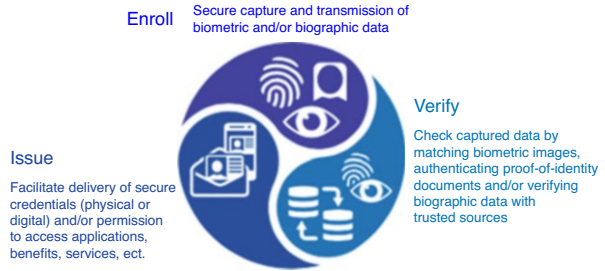 Enroll
Secure capture and transmission of
biometric and/or biographic data
Verify
Check captured data by
matching biometric images,
authenticating proof-of-identity
documents and/or verifying
biographic data with
trusted sources
Issue
Facilitate delivery of secure
credentials (physical or
digital) and/or permission
to access applications,
benefits, services, ect.